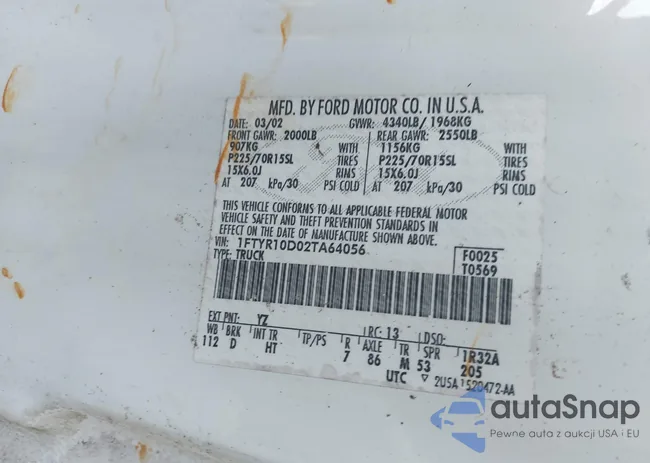 MFD. BY FORD MOTOR CO. IN U.S.A.
DATE: 03/02 GVWR: 4340LB/ 1968KG
FRONT GAWR: 2000LB REAR GAWR: 2550LB
907KG WITH 1156KG WITH
P225/70R15SL TIRES P225/70R15SL TIRES
15X6.0J RINS 15X6.0J RINS
AT 207 kPa/30 PSI COLD AT 207 kPa/30 PSI COLD
THIS VEHICLE CONFORMS TO ALL APPLICABLE FEDERAL MOTOR
VEHICLE SAFETY AND THEFT PREVENTION STANDARDS IN
EFFECT ON THE DATE OF MANUFACTURE SHOWN ABOVE.
VIN: 1FTYR10D02TA64056 F0025
TYPE: TRUCK T0569
EXT PNT: YZ RC: 13 DSO:
WB BRK INT TR TP/PS R AXLE TR SPR 1R32A
112 D HT 7 86 M 53 205
UTC ▽ 2USA 1520472-AA
autaSnap
Pewne auta z aukcji USA i EU